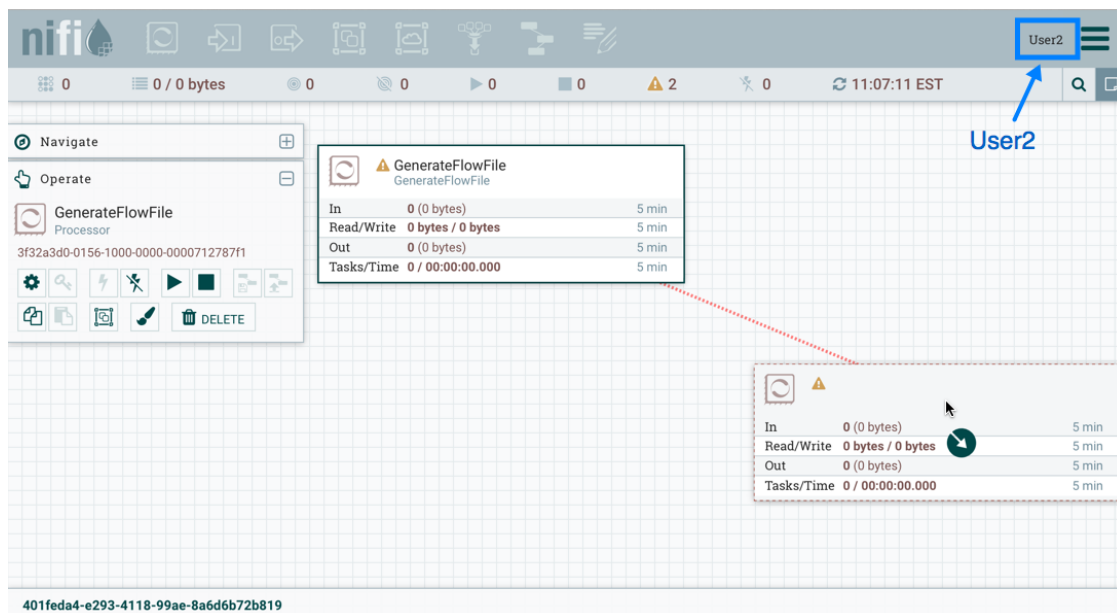 nifi
User2
0
0 / 0 bytes
0
0
0
0
2
0
11:07:11 EST
User2
Navigate
Operate
GenerateFlowFile
Processor
3f32a3d0-0156-1000-0000-0000712787f1
DELETE
GenerateFlowFile
GenerateFlowFile
In 0 (0 bytes) 5 min
Read/Write 0 bytes / 0 bytes 5 min
Out 0 (0 bytes) 5 min
Tasks/Time 0 / 00:00:00.000 5 min
In 0 (0 bytes) 5 min
Read/Write 0 bytes / 0 bytes 5 min
Out 0 (0 bytes) 5 min
Tasks/Time 0 / 00:00:00.000 5 min
401feda4-e293-4118-99ae-8a6d6b72b819